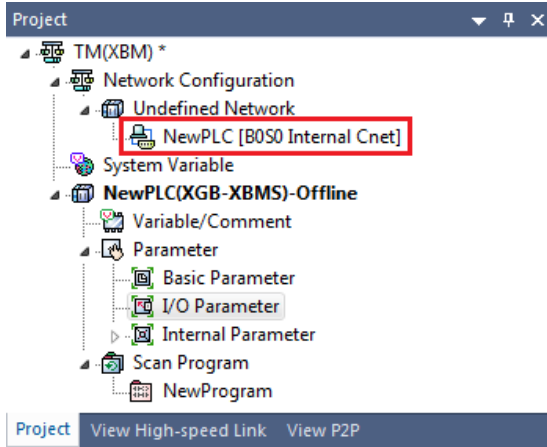 Project
TM(XBM) *
Network Configuration
Undefined Network
NewPLC [B0S0 Internal Cnet]
System Variable
NewPLC(XGB-XBMS)-Offline
Variable/Comment
Parameter
Basic Parameter
I/O Parameter
Internal Parameter
Scan Program
NewProgram
Project View High-speed Link View P2P